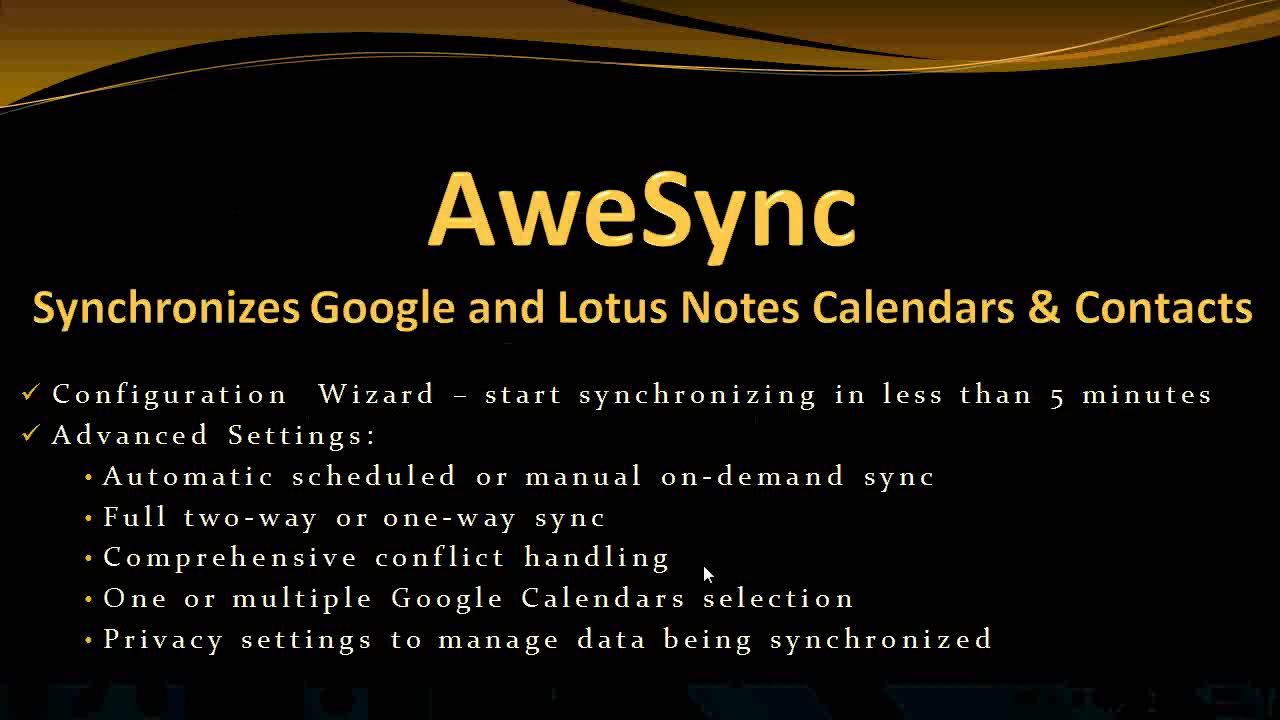 AweSync
Synchronizes Google and Lotus Notes Calendars & Contacts
✓ Configuration Wizard – start synchronizing in less than 5 minutes
✓ Advanced Settings:
• Automatic scheduled or manual on-demand sync
• Full two-way or one-way sync
• Comprehensive conflict handling
• One or multiple Google Calendars selection
• Privacy settings to manage data being synchronized